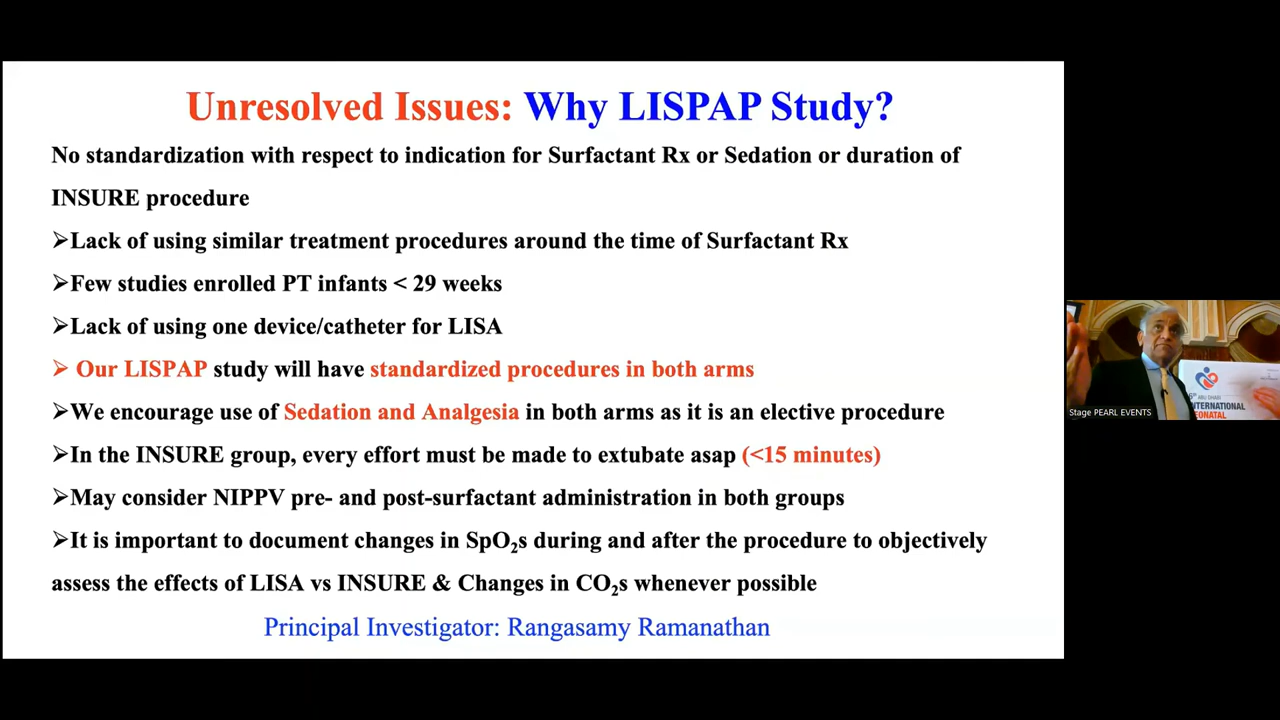 Unresolved Issues: Why LISPAP Study?
No standardization with respect to indication for Surfactant Rx or Sedation or duration of
INSURE procedure
➢Lack of using similar treatment procedures around the time of Surfactant Rx
➢Few studies enrolled PT infants < 29 weeks
➢Lack of using one device/catheter for LISA
➢ Our LISPAP study will have standardized procedures in both arms
➢We encourage use of Sedation and Analgesia in both arms as it is an elective procedure
➢In the INSURE group, every effort must be made to extubate asap (<15 minutes)
➢May consider NIPPV pre- and post-surfactant administration in both groups
➢It is important to document changes in SpO₂s during and after the procedure to objectively
assess the effects of LISA vs INSURE & Changes in CO₂s whenever possible
Principal Investigator: Rangasamy Ramanathan
ABU DHABI
INTERNATIONAL
NEONATAL
Stage PEARL EVENTS